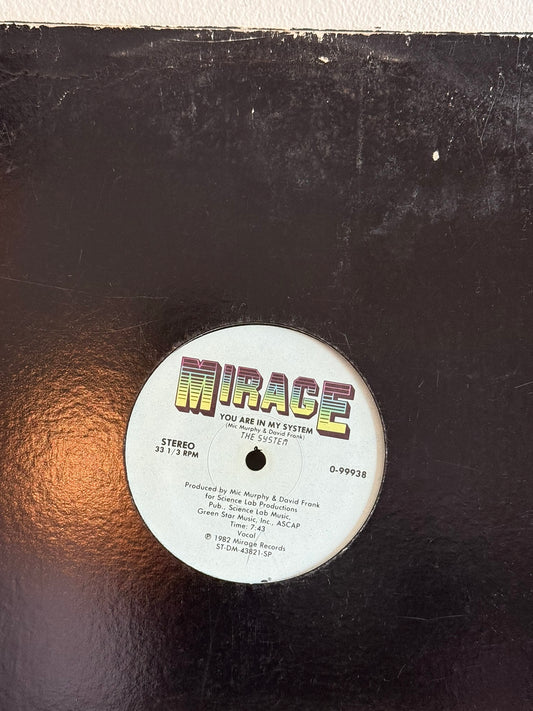 MIRAGE
YOU ARE IN MY SYSTEM
(Mic Murphy & David Frank)
THE SYSTEM
STEREO
33 1/3 RPM
0-99938
Produced by Mic Murphy & David Frank
for Science Lab Productions
Pub., Science Lab Music,
Green Star Music, Inc., ASCAP
Time: 7:43
Vocal
℗ 1982 Mirage Records
ST-DM-43821-SP